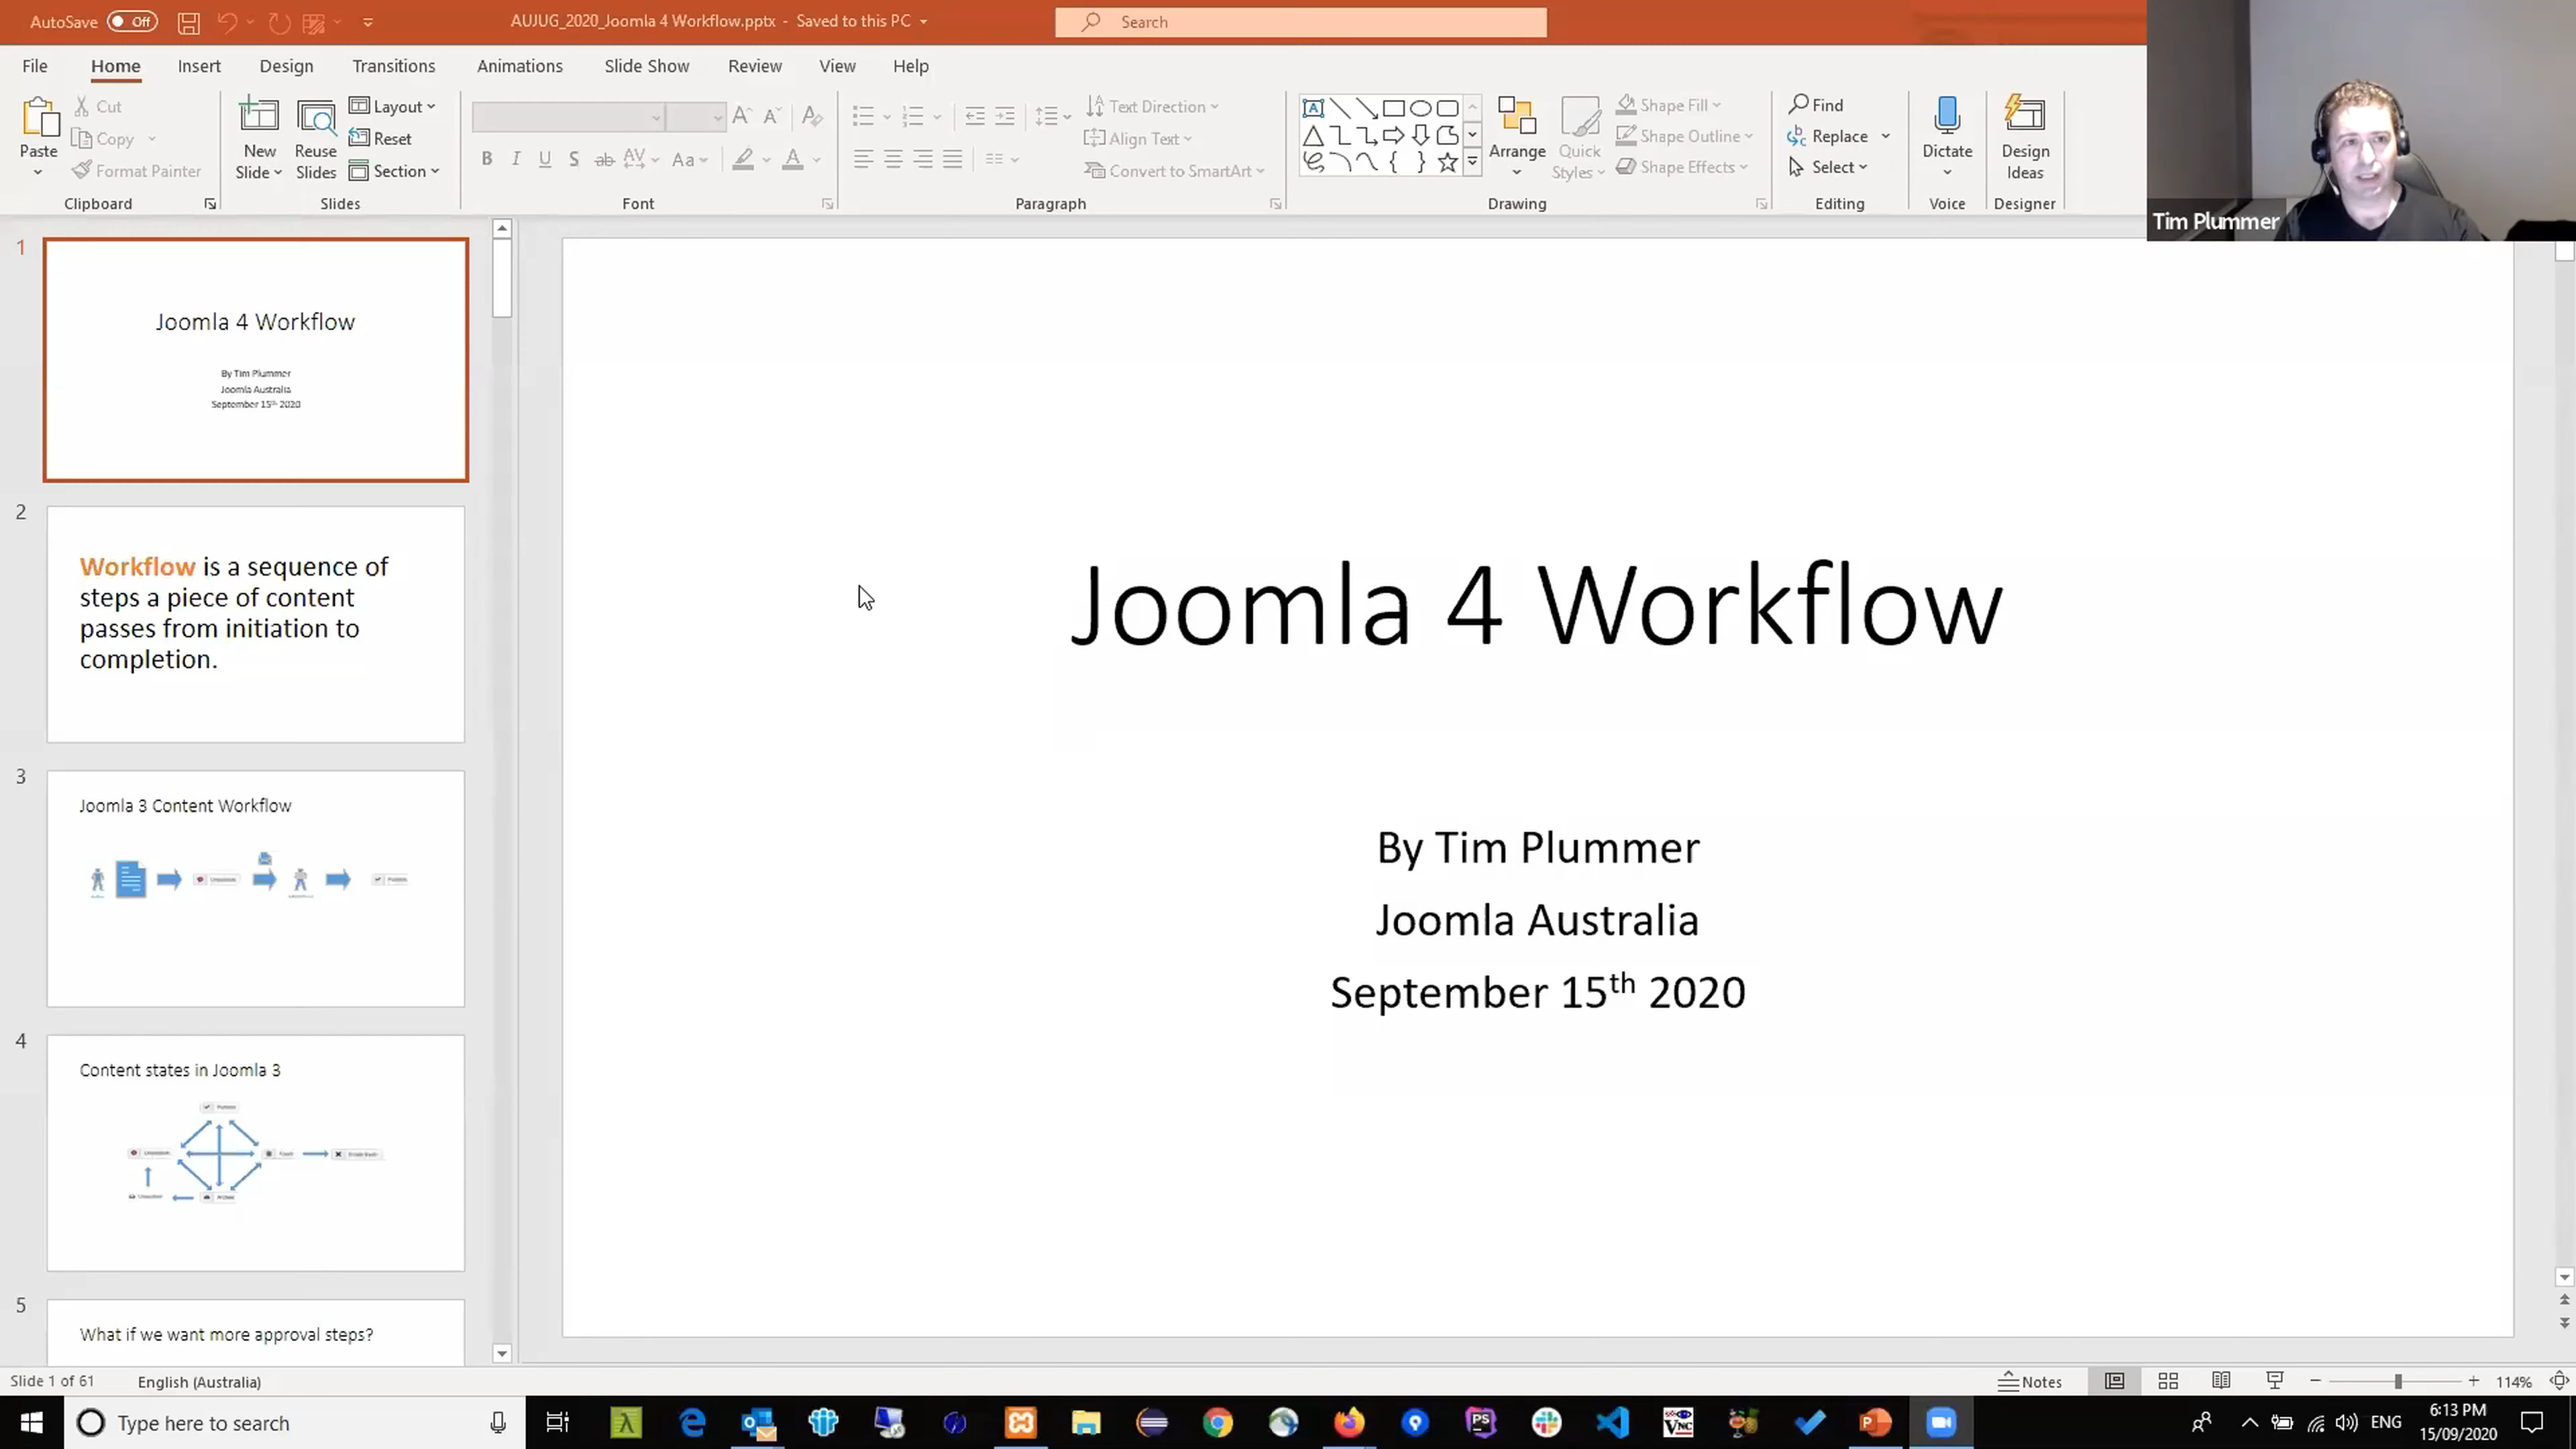 AutoSave Off
AUJUG_2020_Joomla 4 Workflow.pptx - Saved to this PC
Search
File Home Insert Design Transitions Animations Slide Show Review View Help
Paste
Cut
Copy
Format Painter
Clipboard
New Slide
Reuse Slides
Layout
Reset
Section
Slides
Font
Text Direction
Align Text
Convert to SmartArt
Paragraph
Arrange
Quick Styles
Shape Fill
Shape Outline
Shape Effects
Drawing
Find
Replace
Select
Editing
Dictate
Voice
Design Ideas
Designer
Tim Plummer
1
Joomla 4 Workflow
By Tim Plummer
Joomla Australia
September 15th 2020
2
Workflow is a sequence of
steps a piece of content
passes from initiation to
completion.
3
Joomla 3 Content Workflow
4
Content states in Joomla 3
5
What if we want more approval steps?
Joomla 4 Workflow
By Tim Plummer
Joomla Australia
September 15th 2020
Slide 1 of 61
English (Australia)
Notes
114%
Type here to search
ENG
6:13 PM
15/09/2020